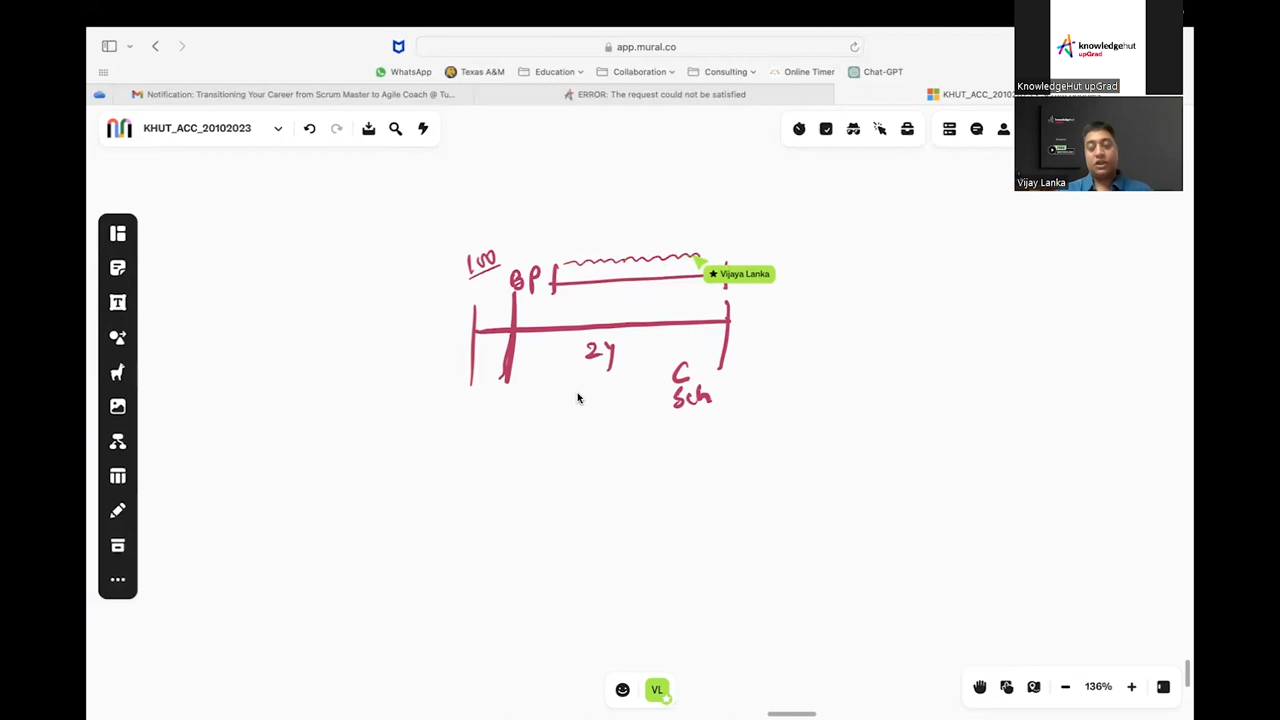 app.mural.co
WhatsApp
Texas A&M
Education
Collaboration
Consulting
Online Timer
Chat-GPT
Notification: Transitioning Your Career from Scrum Master to Agile Coach @ Tu...
ERROR: The request could not be satisfied
KHUT_ACC_20102023
KHUT_ACC_2010
knowledgehut
upGrad
KnowledgeHut upGrad
Vijay Lanka
100
BP
Vijaya Lanka
2y
C
Sch
VL
136%